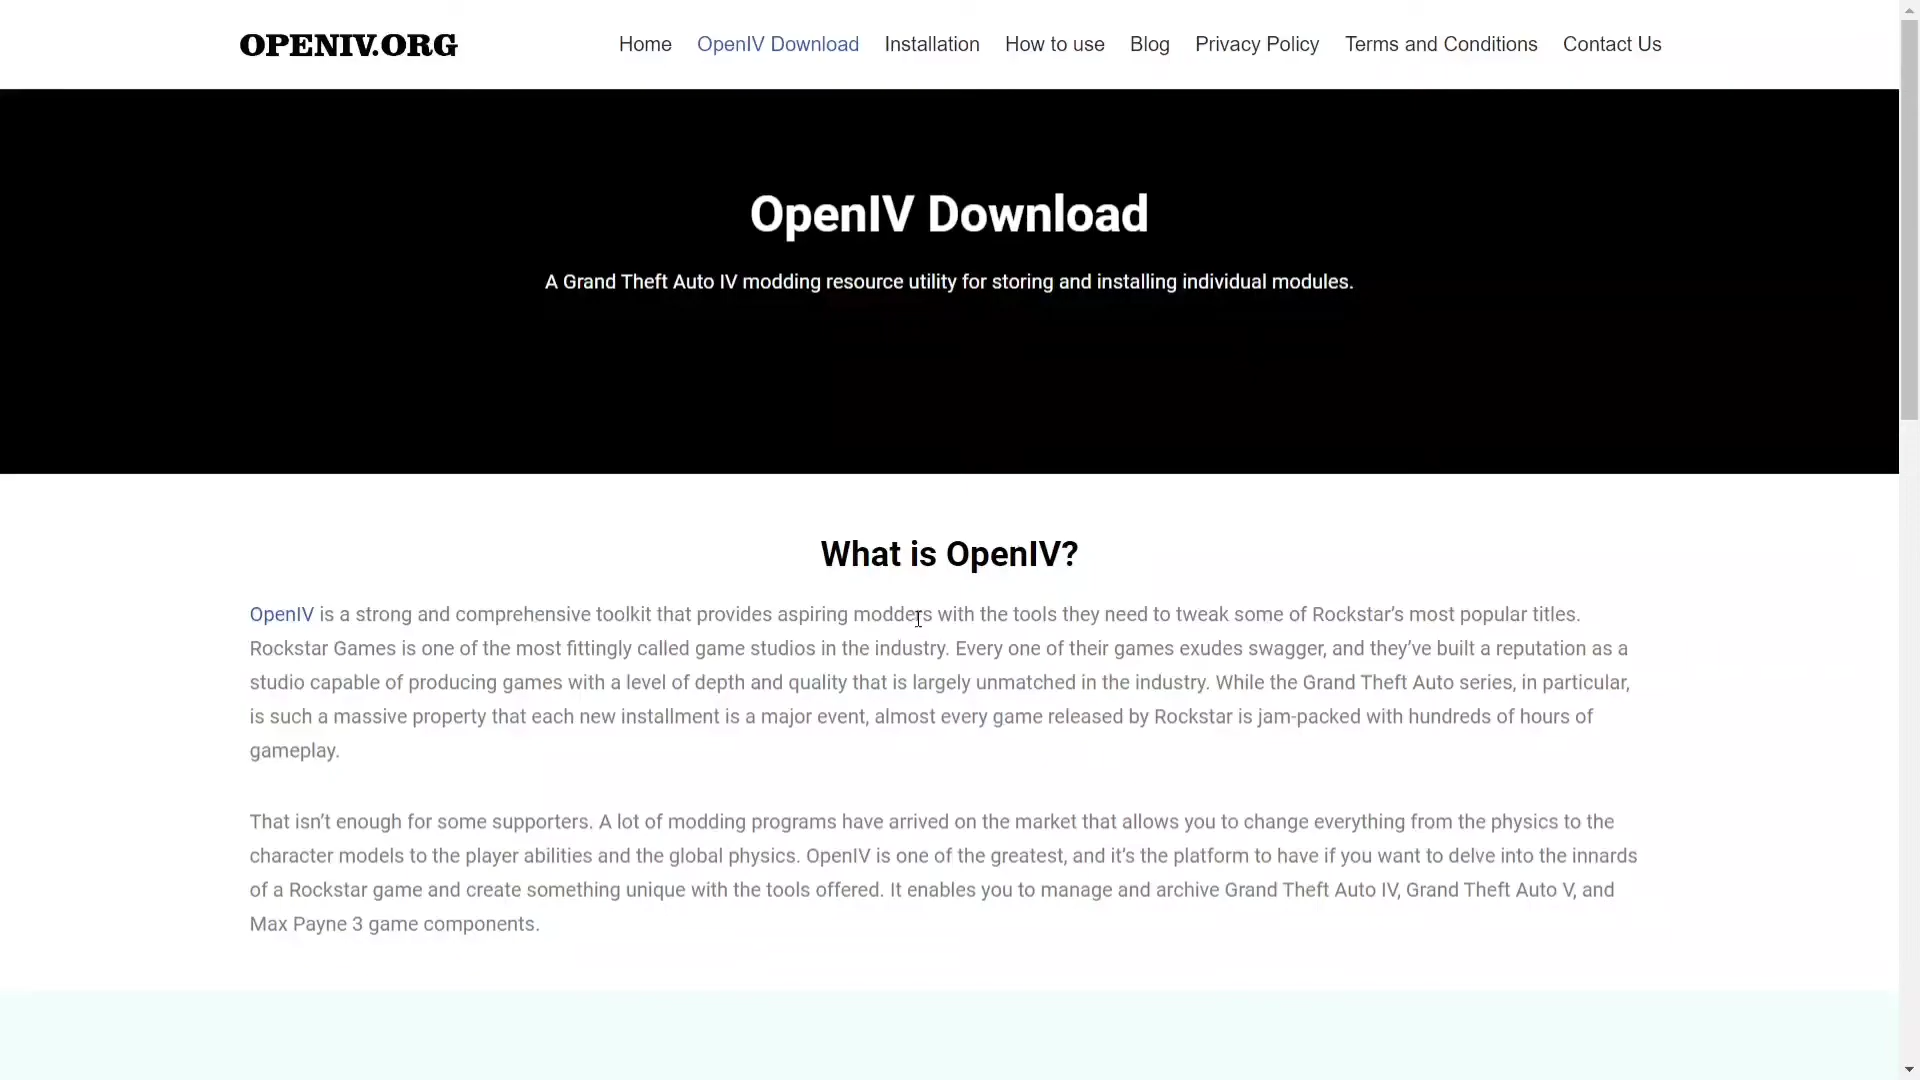 OPENIV.ORG
Home OpenIV Download Installation How to use Blog Privacy Policy Terms and Conditions Contact Us
OpenIV Download
A Grand Theft Auto IV modding resource utility for storing and installing individual modules.
What is OpenIV?
OpenIV is a strong and comprehensive toolkit that provides aspiring modders with the tools they need to tweak some of Rockstar’s most popular titles.
Rockstar Games is one of the most fittingly called game studios in the industry. Every one of their games exudes swagger, and they’ve built a reputation as a
studio capable of producing games with a level of depth and quality that is largely unmatched in the industry. While the Grand Theft Auto series, in particular,
is such a massive property that each new installment is a major event, almost every game released by Rockstar is jam-packed with hundreds of hours of
gameplay.
That isn’t enough for some supporters. A lot of modding programs have arrived on the market that allows you to change everything from the physics to the
character models to the player abilities and the global physics. OpenIV is one of the greatest, and it’s the platform to have if you want to delve into the innards
of a Rockstar game and create something unique with the tools offered. It enables you to manage and archive Grand Theft Auto IV, Grand Theft Auto V, and
Max Payne 3 game components.